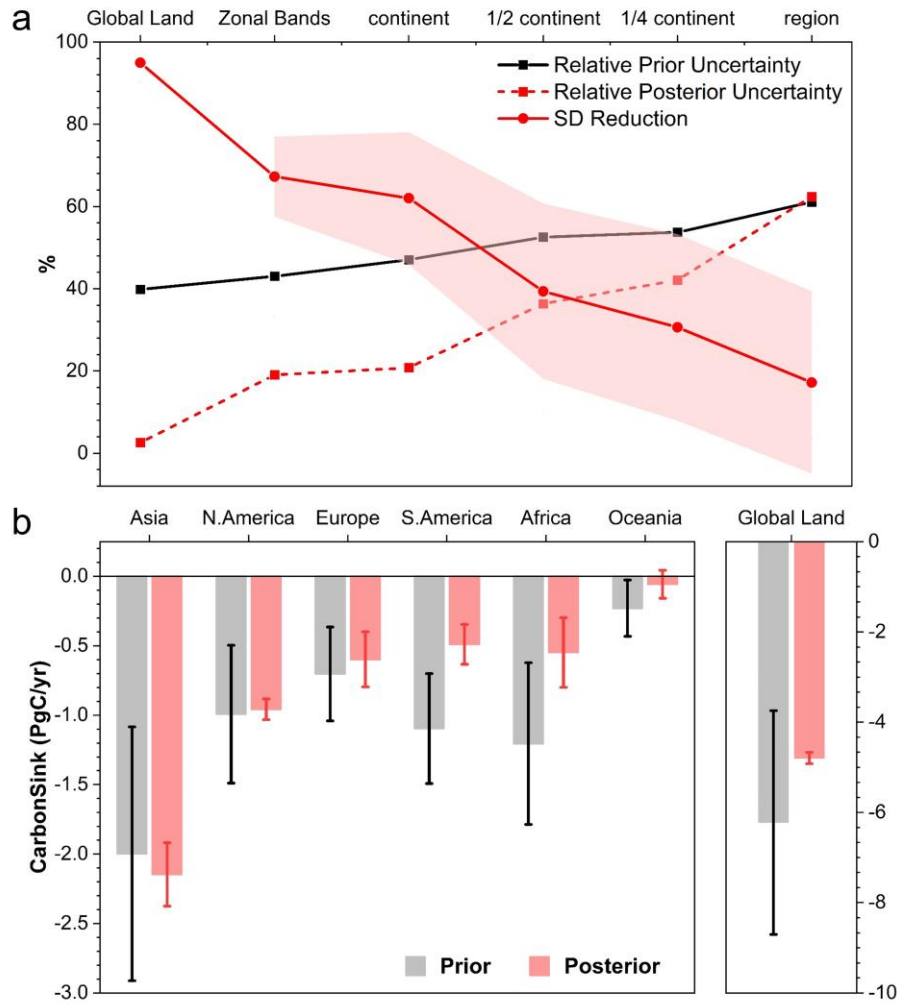 a
Global Land Zonal Bands continent 1/2 continent 1/4 continent region
100
80
60
40
20
0
%
Relative Prior Uncertainty
Relative Posterior Uncertainty
SD Reduction
b
Asia N.America Europe S.America Africa Oceania Global Land
0.0
-0.5
-1.0
-1.5
-2.0
-2.5
-3.0
CarbonSink (PgC/yr)
Prior Posterior
0
-2
-4
-6
-8
-10